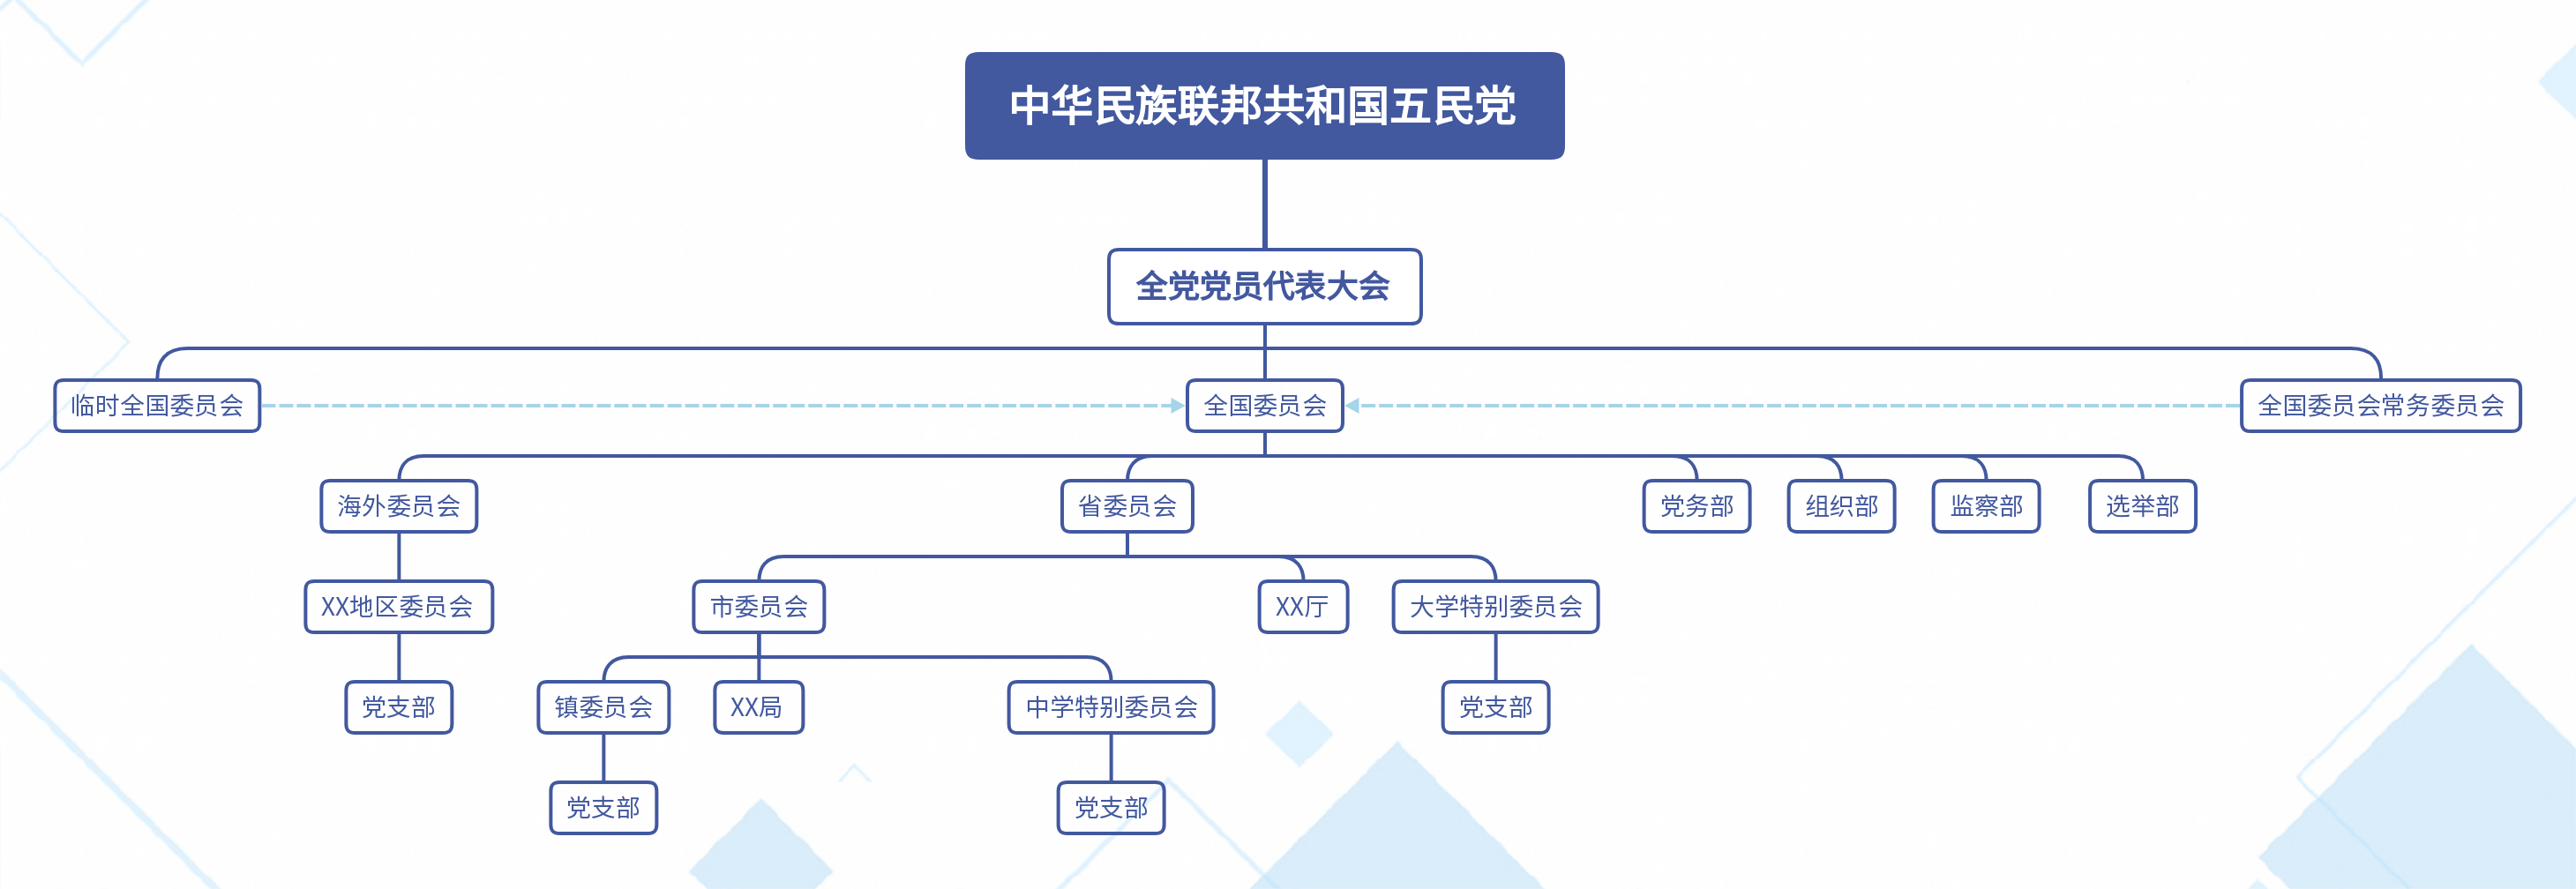 中华民族联邦共和国五民党
全党党员代表大会
临时全国委员会
全国委员会
全国委员会常务委员会
海外委员会
省委员会
党务部
组织部
监察部
选举部
XX地区委员会
市委员会
XX厅
大学特别委员会
党支部
镇委员会
XX局
中学特别委员会
党支部
党支部
党支部